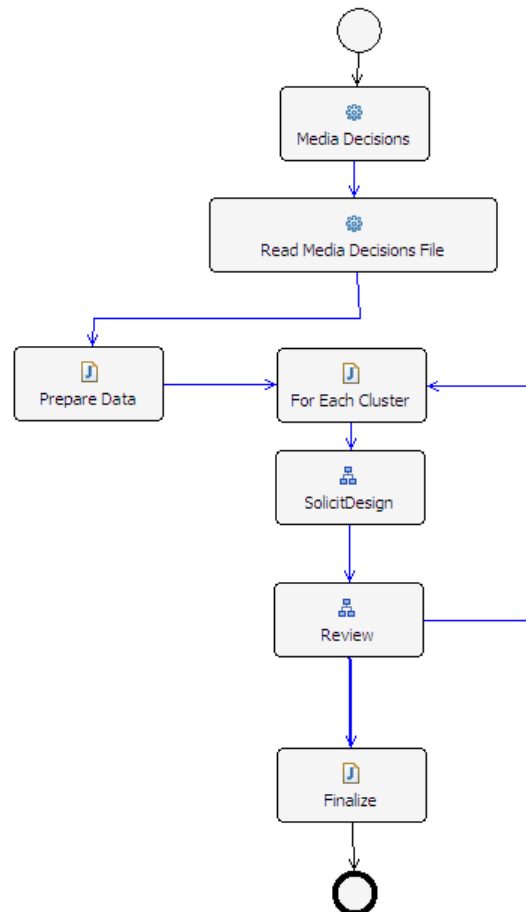 Media Decisions
Read Media Decisions File
Prepare Data
For Each Cluster
SolicitDesign
Review
Finalize